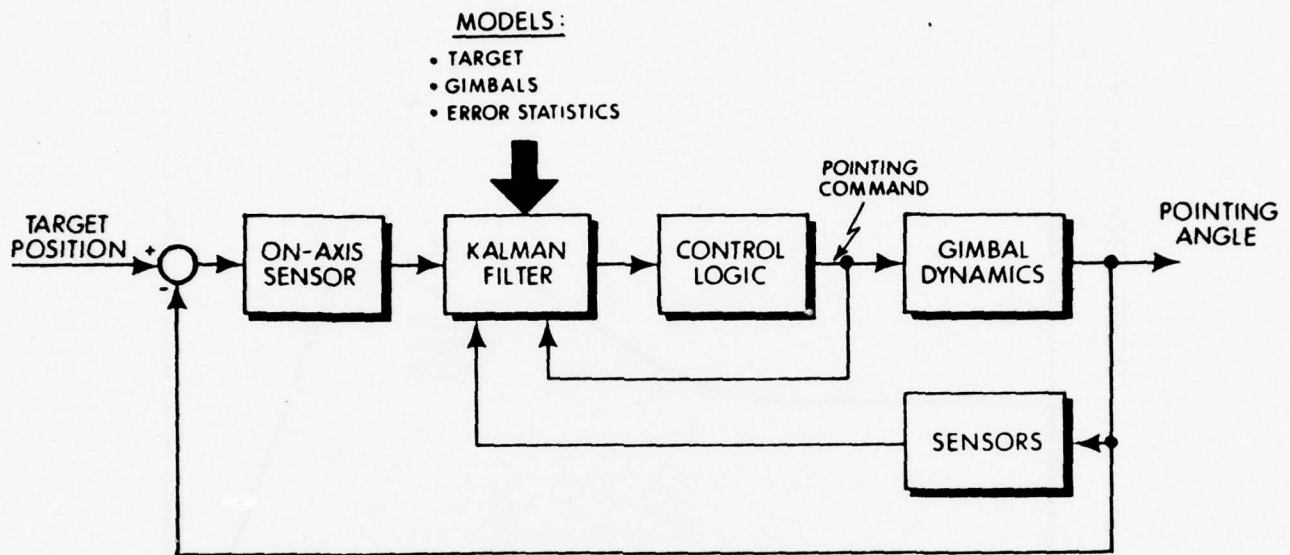 MODELS:
• TARGET
• GIMBALS
• ERROR STATISTICS
POINTING
COMMAND
TARGET
POSITION
+
-
ON-AXIS
SENSOR
KALMAN
FILTER
CONTROL
LOGIC
GIMBAL
DYNAMICS
POINTING
ANGLE
SENSORS